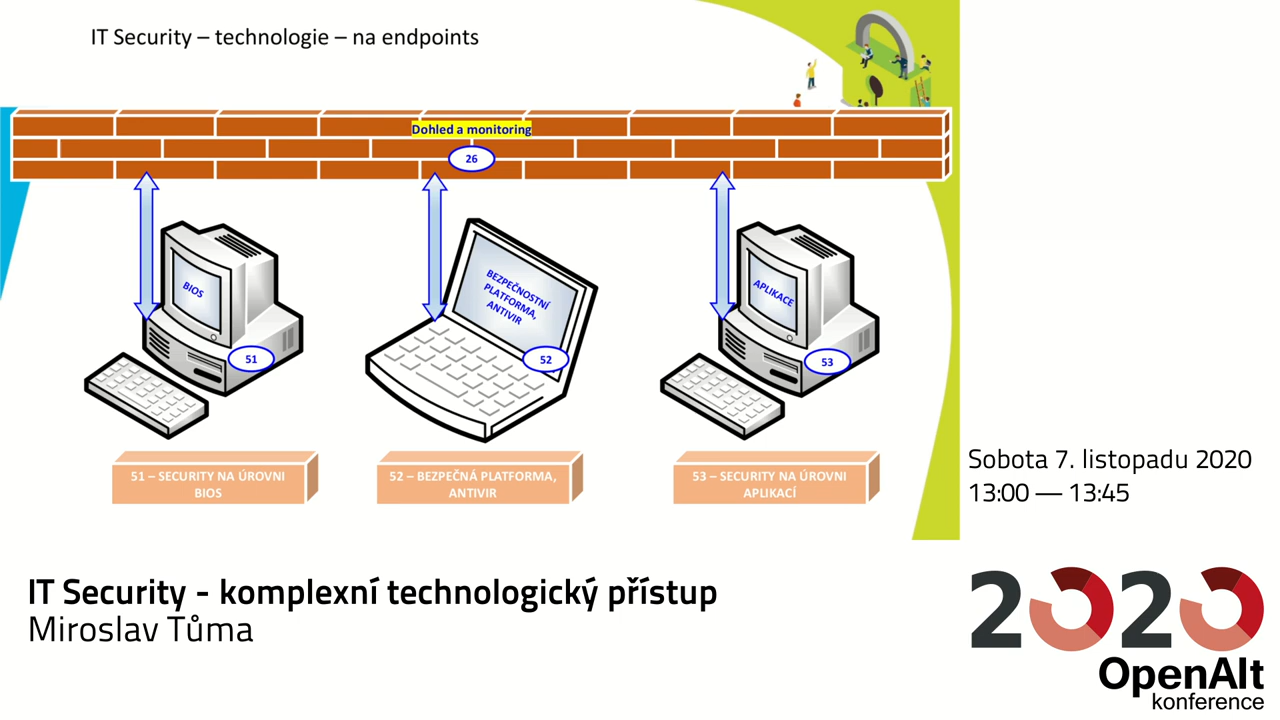 IT Security – technologie – na endpoints
Dohled a monitoring
26
BIOS
51
BEZPEČNOSTNÍ
PLATFORMA,
ANTIVIR
52
APLIKACE
53
51 – SECURITY NA ÚROVNI
BIOS
52 – BEZPEČNÁ PLATFORMA,
ANTIVIR
53 – SECURITY NA ÚROVNI
APLIKACÍ
Sobota 7. listopadu 2020
13:00 — 13:45
IT Security - komplexní technologický přístup
Miroslav Tůma
2020
OpenAlt
konference